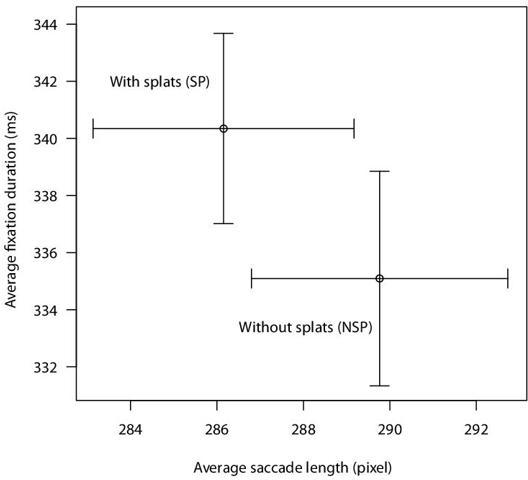 344
342
With splats (SP)
340
338
336
334
Without splats (NSP)
332
Average fixation duration (ms)
284 286 288 290 292
Average saccade length (pixel)